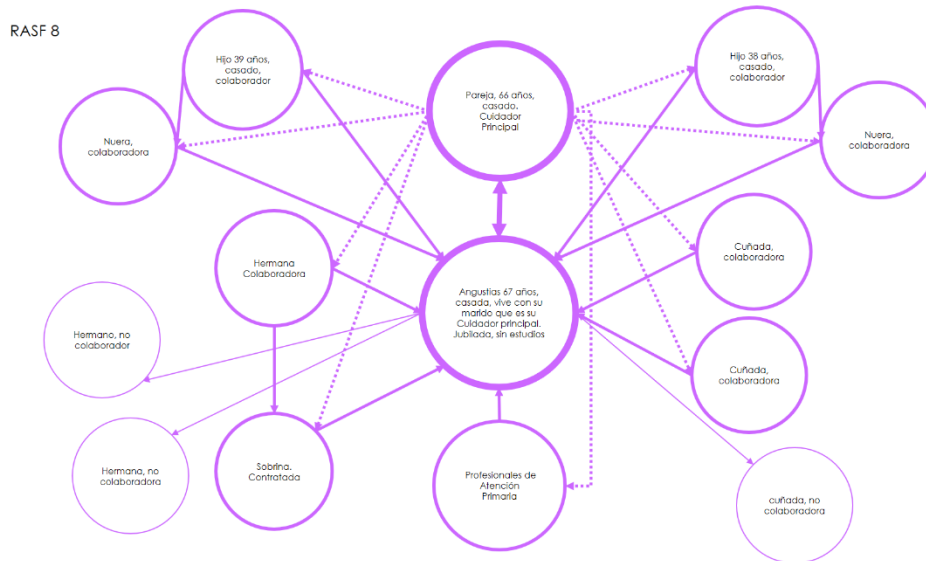 RASF 8
Hijo 39 años,
casado,
colaborador
Pareja, 66 años,
casado.
Cuidador
Principal
Hijo 38 años,
casado,
colaborador
Nuera,
colaboradora
Nuera,
colaboradora
Hermana
Colaboradora
Cuñada,
colaboradora
Angustias 67 años,
casada, vive con su
marido que es su
Cuidador principal.
Jubilada, sin estudios
Hermano, no
colaborador
Cuñada,
colaboradora
Hermana, no
colaboradora
Sobrina.
Contratada
Profesionales de
Atención
Primaria
cuñada, no
colaboradora